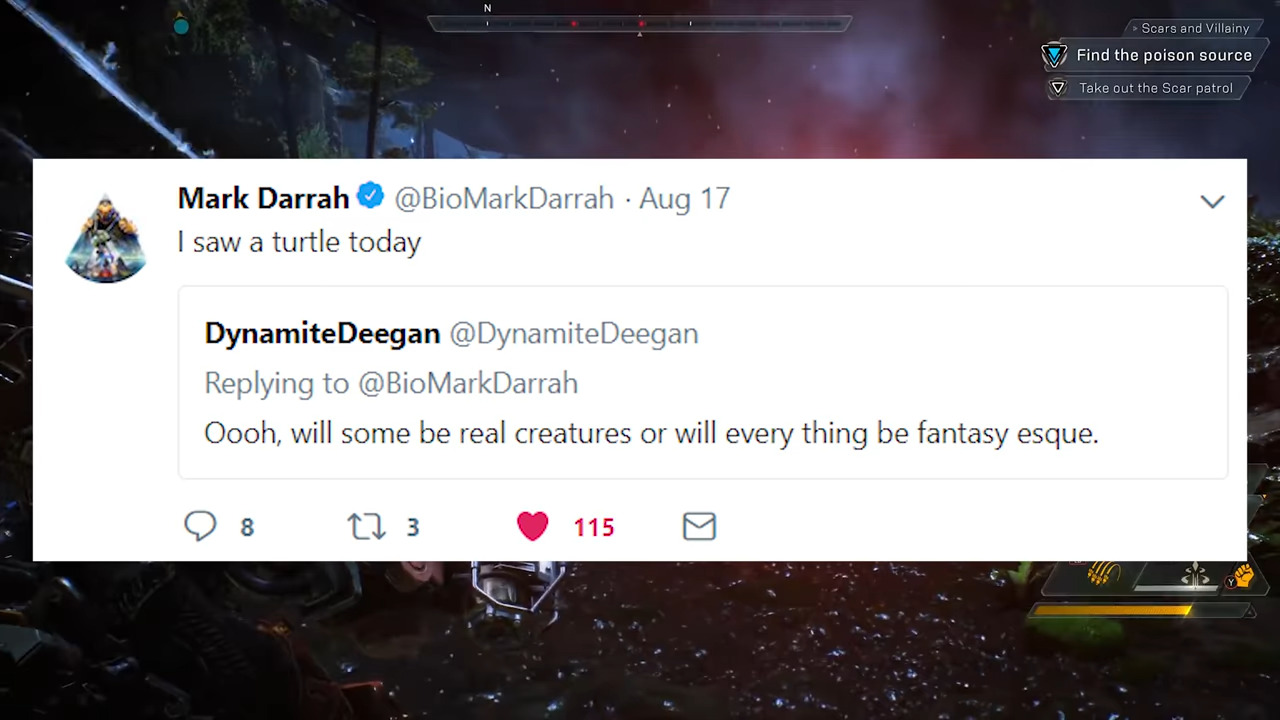 N
» Scars and Villainy
Find the poison source
Take out the Scar patrol
Mark Darrah @BioMarkDarrah · Aug 17
I saw a turtle today
DynamiteDeegan @DynamiteDeegan
Replying to @BioMarkDarrah
Oooh, will some be real creatures or will every thing be fantasy esque.
8 3 115
Y